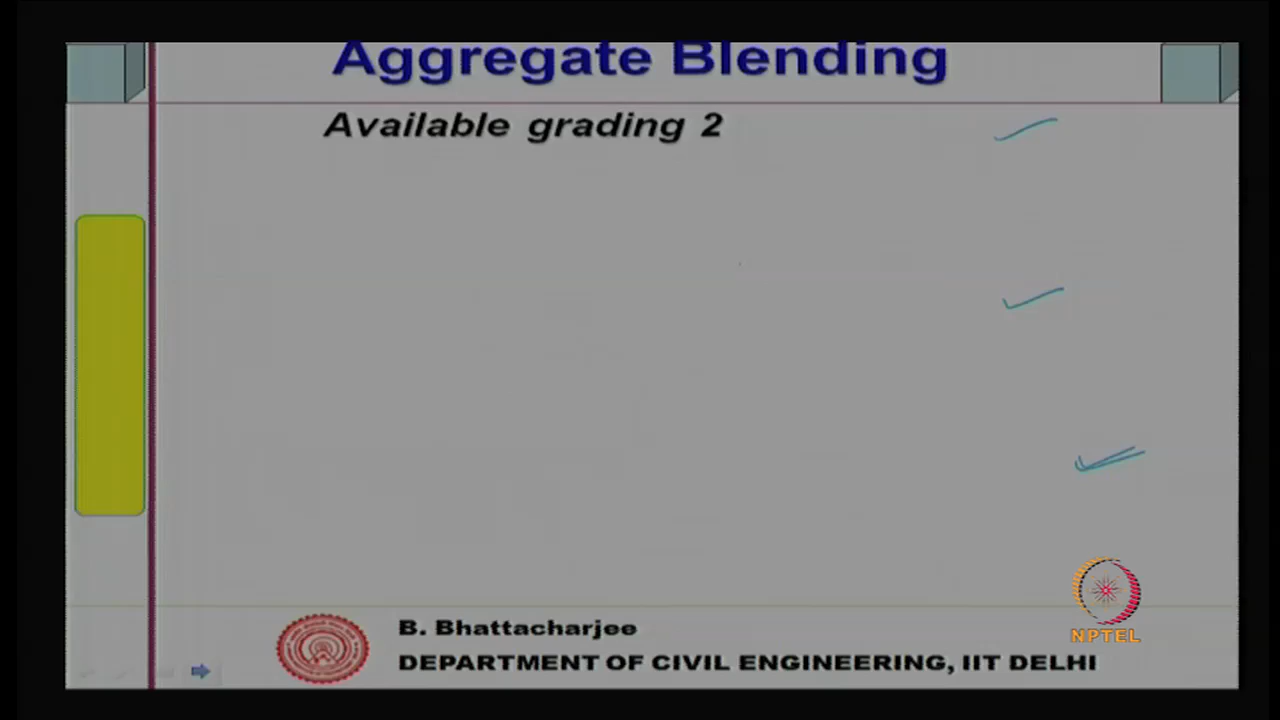 Aggregate Blending
Available grading 2
B. Bhattacharjee
DEPARTMENT OF CIVIL ENGINEERING, IIT DELHI
NPTEL